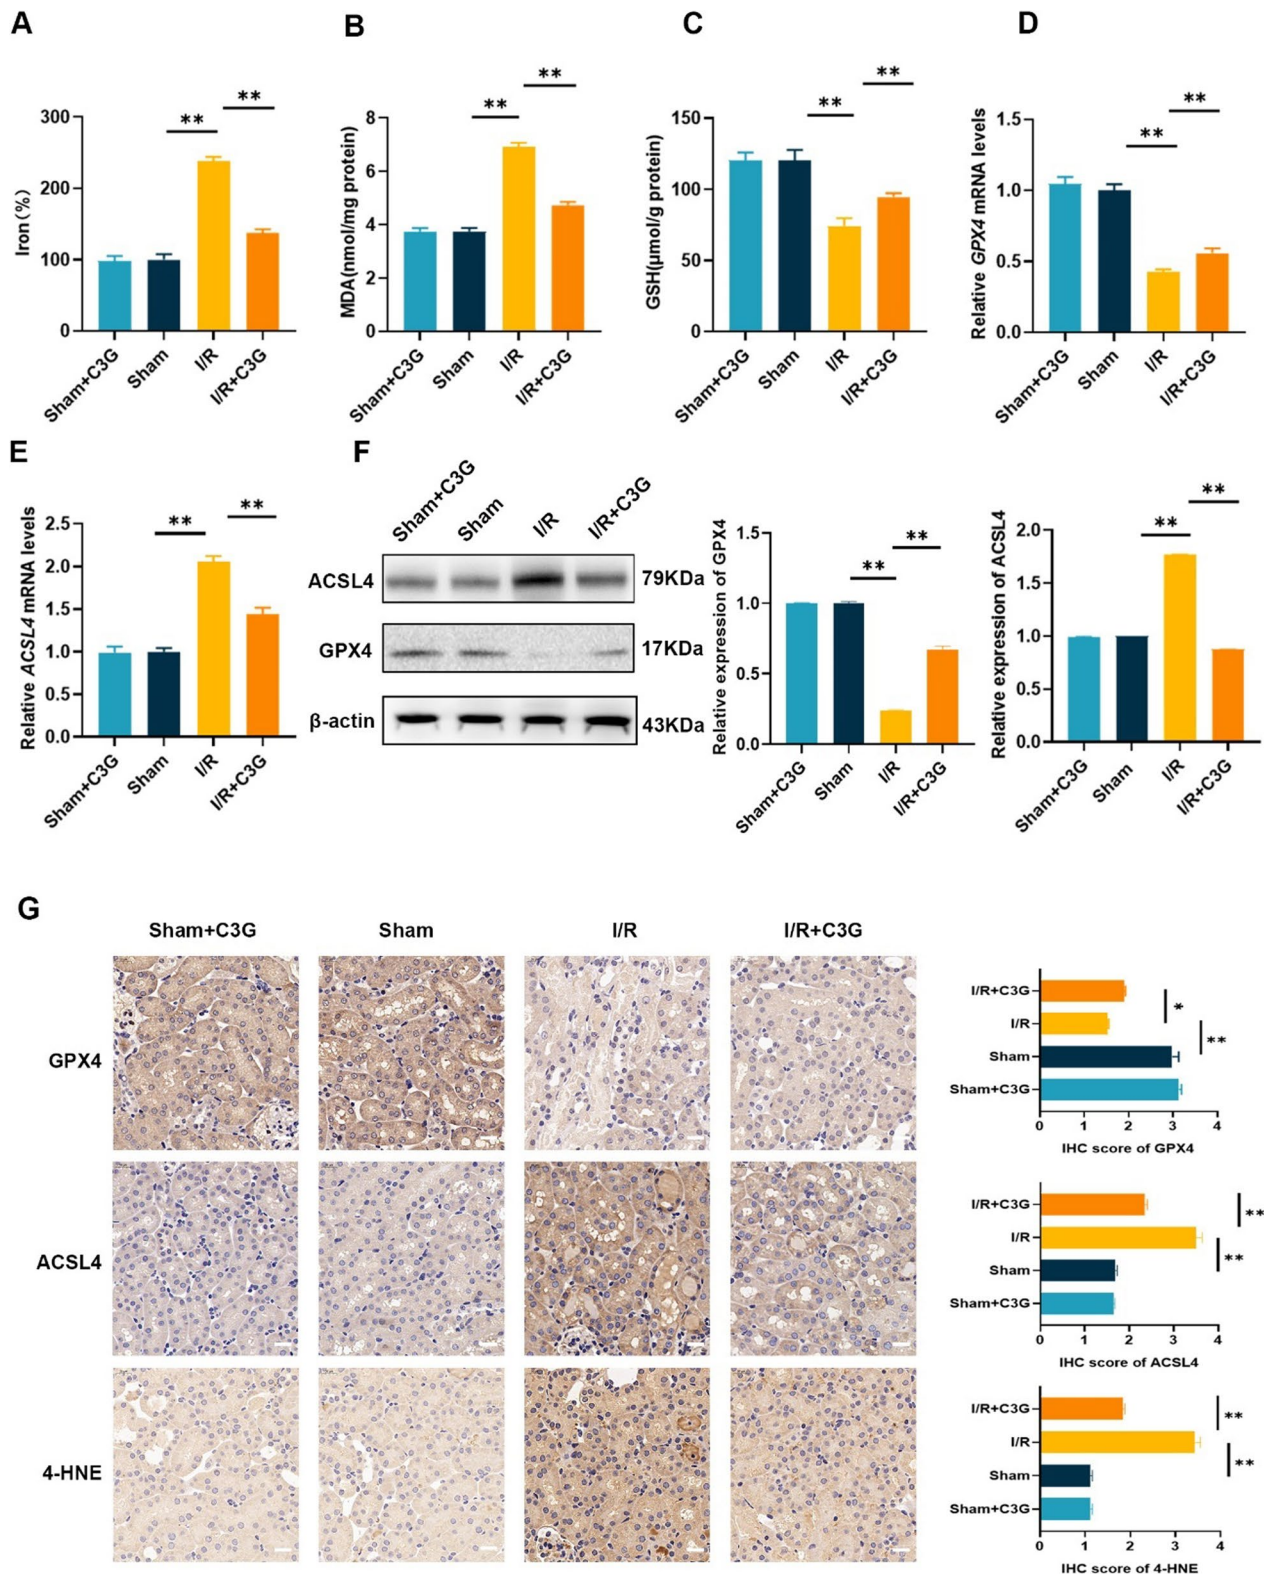 A
B
C
D
Iron(%)
300
200
100
0
**
**
Sham+C3G
Sham
I/R
I/R+C3G
MDA(nmol/mg protein)
8
6
4
2
0
**
**
Sham+C3G
Sham
I/R
I/R+C3G
GSH(μmol/g protein)
150
100
50
0
**
**
Sham+C3G
Sham
I/R
I/R+C3G
Relative GPX4 mRNA levels
1.5
1.0
0.5
0.0
**
**
Sham+C3G
Sham
I/R
I/R+C3G
E
F
Relative ACSL4 mRNA levels
2.5
2.0
1.5
1.0
0.5
0.0
**
**
Sham+C3G
Sham
I/R
I/R+C3G
Sham+C3G
Sham
I/R
I/R+C3G
ACSL4
79KDa
GPX4
17KDa
β-actin
43KDa
Relative expression of GPX4
1.5
1.0
0.5
0.0
**
**
Sham+C3G
Sham
I/R
I/R+C3G
Relative expression of ACSL4
2.0
1.5
1.0
0.5
0.0
**
**
Sham+C3G
Sham
I/R
I/R+C3G
G
Sham+C3G
Sham
I/R
I/R+C3G
GPX4
ACSL4
4-HNE
I/R+C3G
I/R
Sham
Sham+C3G
*
**
0 1 2 3 4
IHC score of GPX4
I/R+C3G
I/R
Sham
Sham+C3G
**
**
0 1 2 3 4
IHC score of ACSL4
I/R+C3G
I/R
Sham
Sham+C3G
**
**
0 1 2 3 4
IHC score of 4-HNE